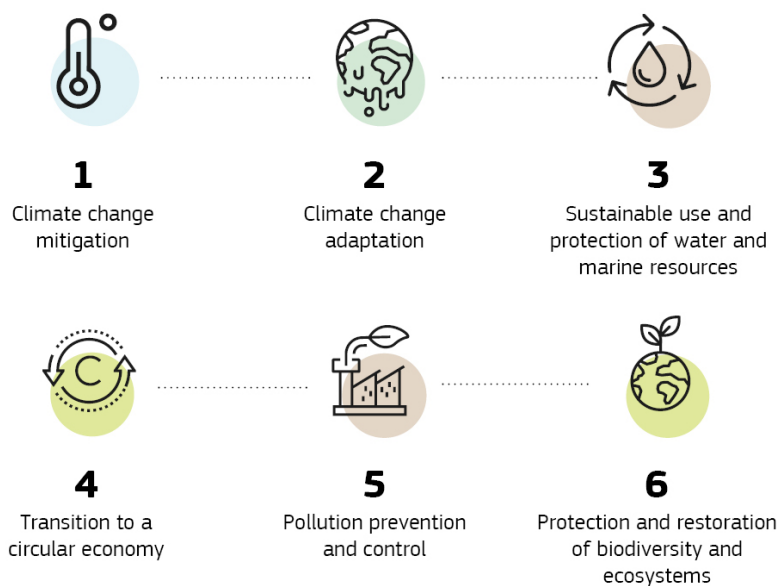 1
Climate change
mitigation
2
Climate change
adaptation
3
Sustainable use and
protection of water and
marine resources
C
4
Transition to a
circular economy
5
Pollution prevention
and control
6
Protection and restoration
of biodiversity and
ecosystems